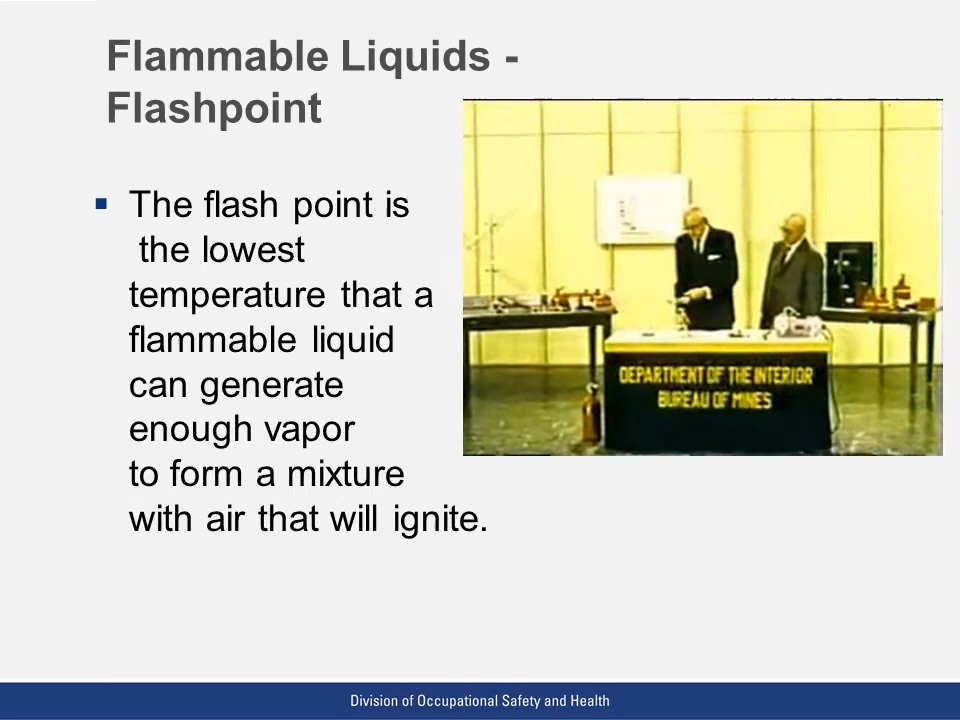 Flammable Liquids -
Flashpoint
▪ The flash point is
the lowest
temperature that a
flammable liquid
can generate
enough vapor
to form a mixture
with air that will ignite.
DEPARTMENT OF THE INTERIOR
BUREAU OF MINES
Division of Occupational Safety and Health